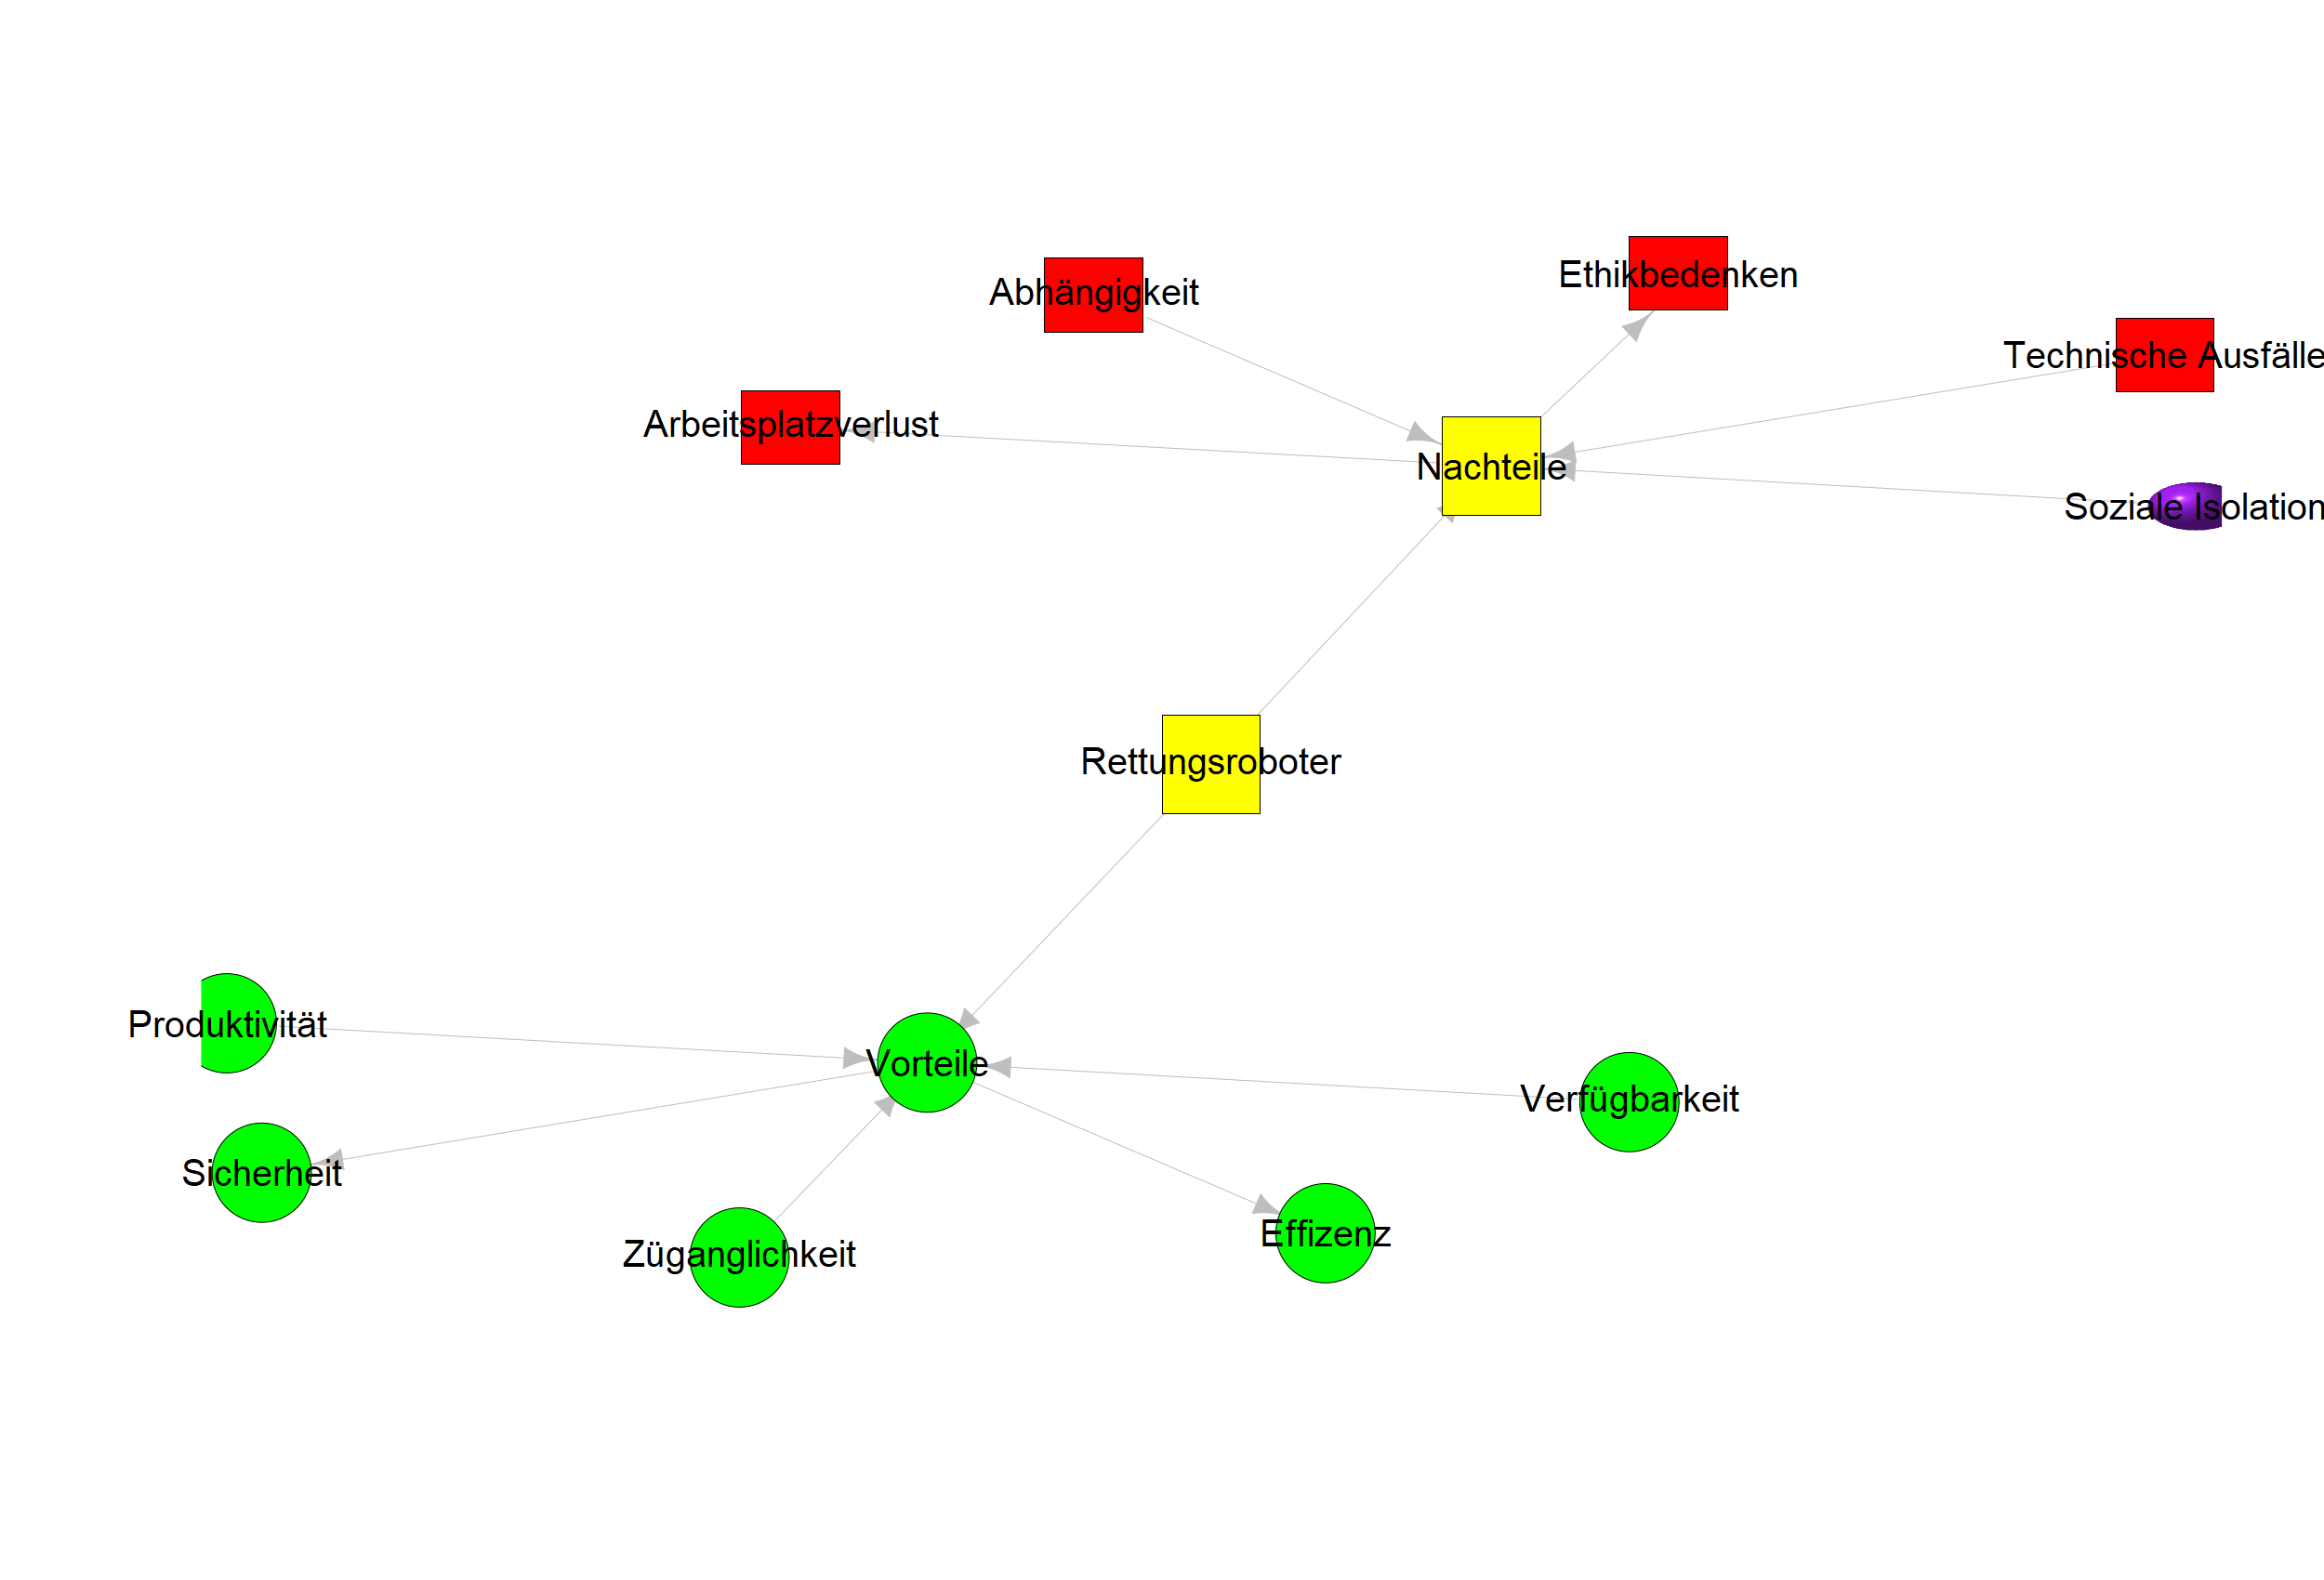 Ethikbedenken
Abhängigkeit
Technische Ausfälle
Arbeitsplatzverlust
Nachteile
Soziale Isolation
Rettungsroboter
Produktivität
Vorteile
Verfügbarkeit
Sicherheit
Effizenz
Züganglichkeit